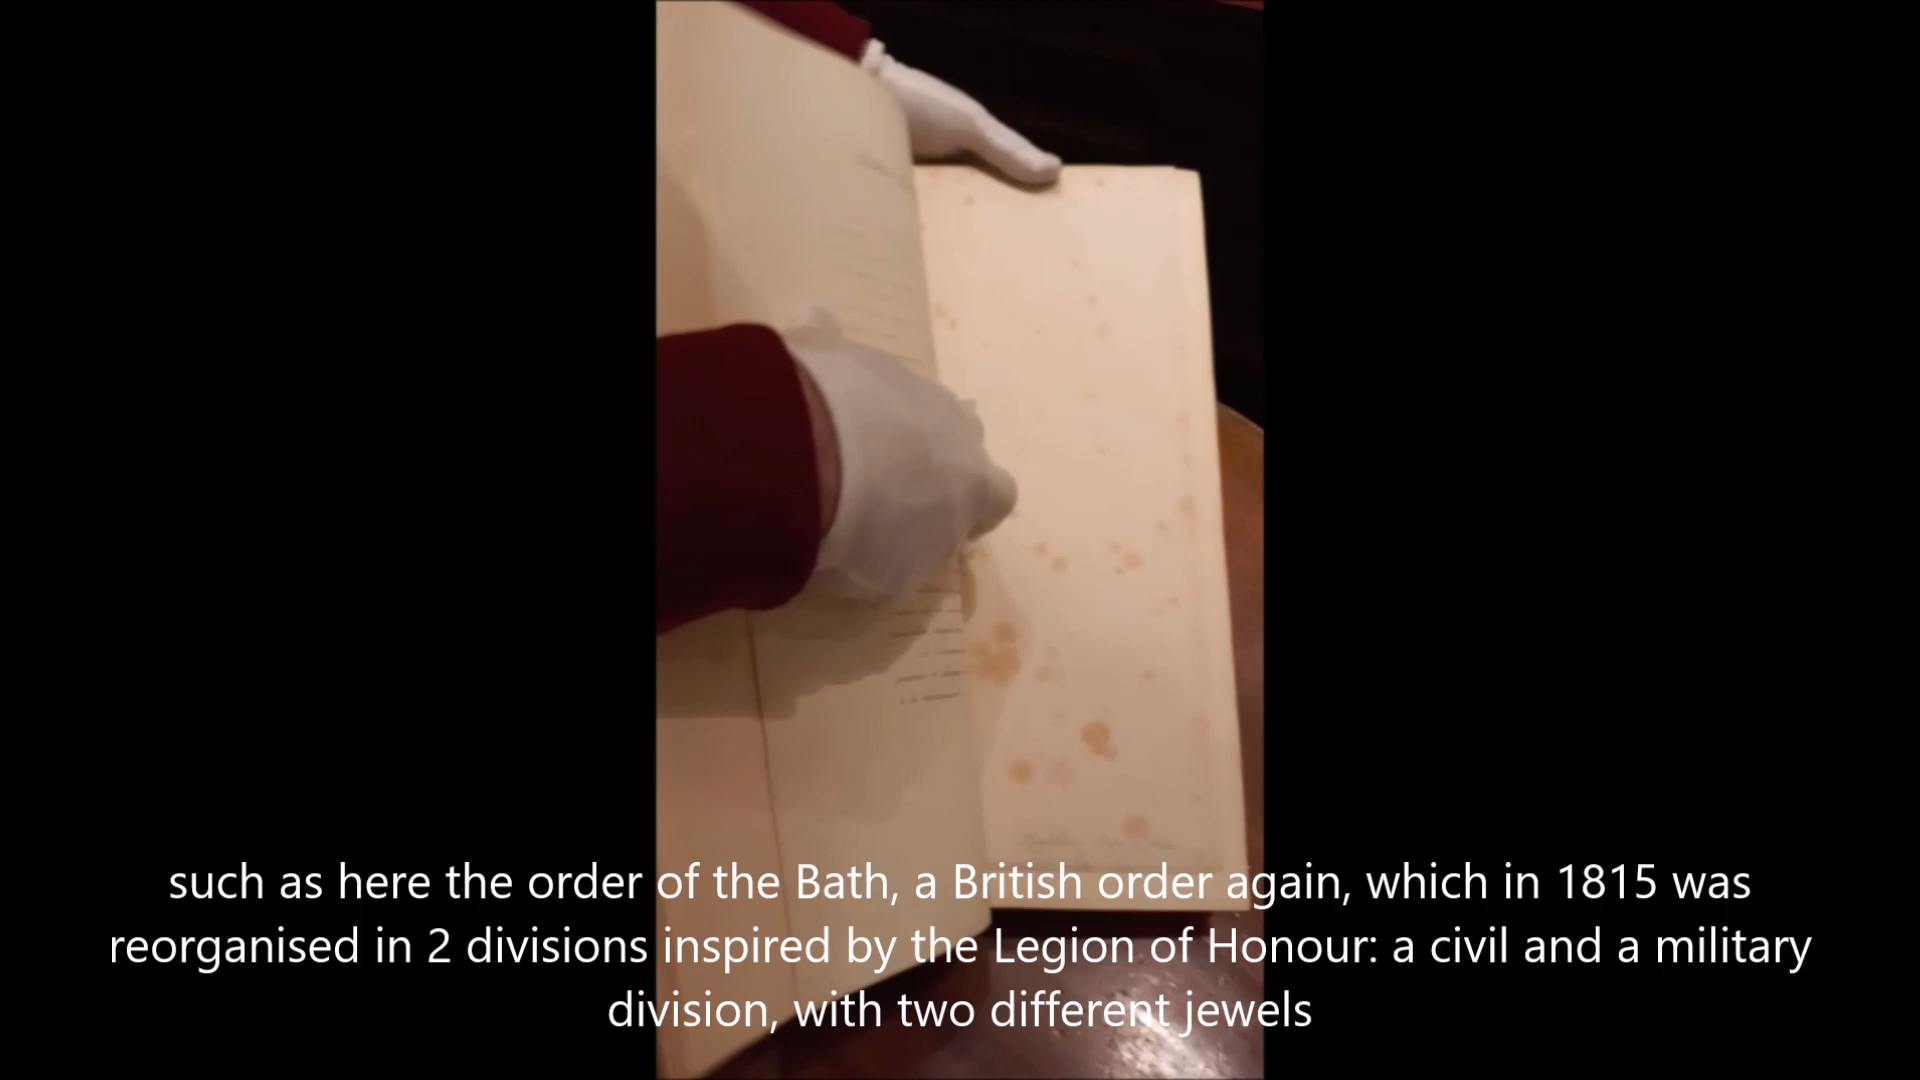 such as here the order of the Bath, a British order again, which in 1815 was
reorganised in 2 divisions inspired by the Legion of Honour: a civil and a military
division, with two different jewels